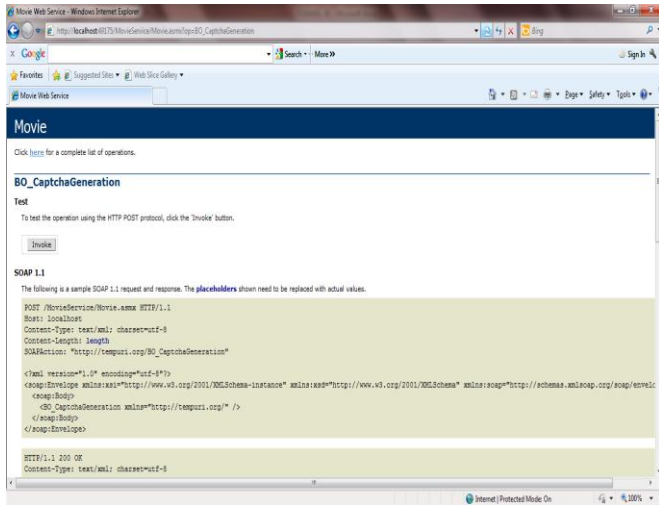 Movie Web Service - Windows Internet Explorer
http://localhost:48175/MovieService/Movie.asmx?op=BO_CaptchaGeneration
Bing
x Google Search More »
Sign In
Favorites Suggested Sites Web Slice Gallery
Movie Web Service
Page Safety Tools
Movie
Click here for a complete list of operations.
BO_CaptchaGeneration
Test
To test the operation using the HTTP POST protocol, click the 'Invoke' button.
Invoke
SOAP 1.1
The following is a sample SOAP 1.1 request and response. The placeholders shown need to be replaced with actual values.
POST /MovieService/Movie.asmx HTTP/1.1
Host: localhost
Content-Type: text/xml; charset=utf-8
Content-Length: length
SOAPAction: "http://tempuri.org/BO_CaptchaGeneration"
<?xml version="1.0" encoding="utf-8"?>
<soap:Envelope xmlns:xsi="http://www.w3.org/2001/XMLSchema-instance" xmlns:xsd="http://www.w3.org/2001/XMLSchema" xmlns:soap="http://schemas.xmlsoap.org/soap/envelo
<soap:Body>
<BO_CaptchaGeneration xmlns="http://tempuri.org/" />
</soap:Body>
</soap:Envelope>
HTTP/1.1 200 OK
Content-Type: text/xml; charset=utf-8
Internet | Protected Mode: On
100%